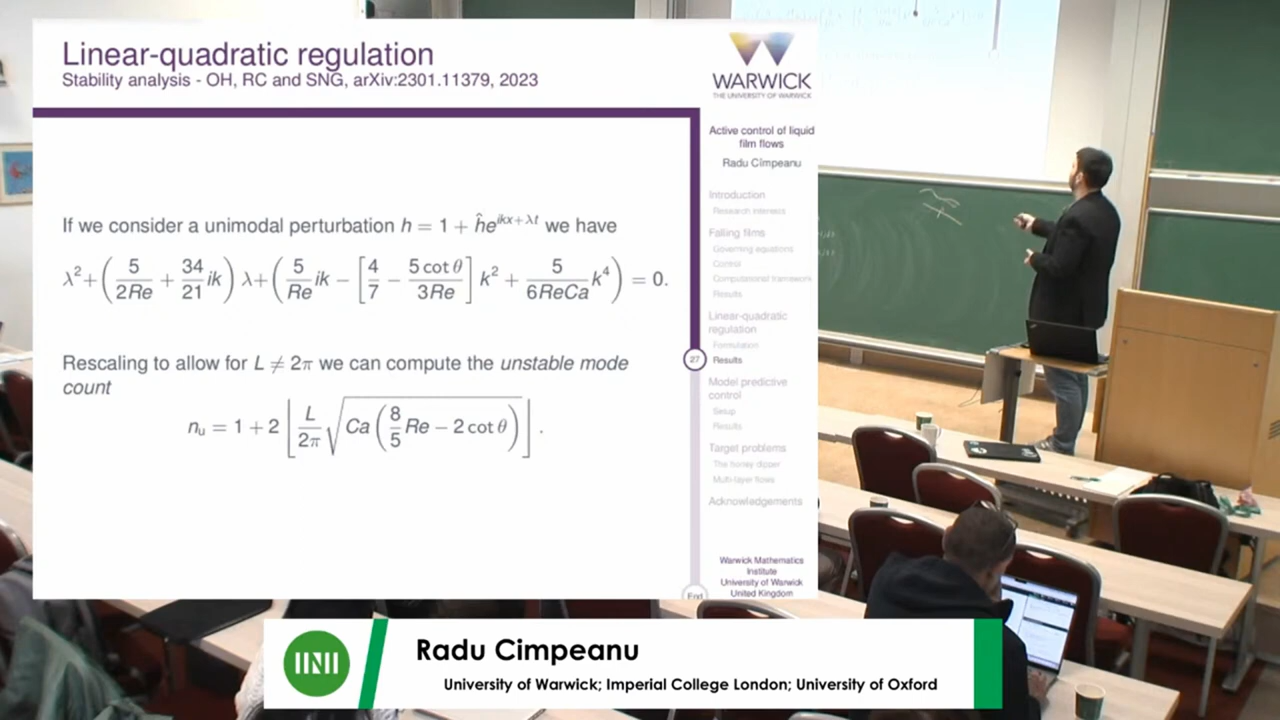 Linear-quadratic regulation
Stability analysis - OH, RC and SNG, arXiv:2301.11379, 2023
WARWICK
THE UNIVERSITY OF WARWICK
Active control of liquid
film flows
Radu Cîmpeanu
Introduction
Research interests
Falling films
Governing equations
Control
Computational framework
Results
Linear-quadratic
regulation
Formulation
27
Results
Model predictive
control
Setup
Results
Target problems
The honey dipper
Multi-layer flows
Acknowledgements
Warwick Mathematics
Institute
University of Warwick
United Kingdom
End
If we consider a unimodal perturbation h = 1 + ĥe^{ikx+λt} we have
λ² + (5/2Re + 34/21 ik) λ + (5/Re ik − [4/7 − 5 cot θ/3Re] k² + 5/6ReCa k⁴) = 0.
Rescaling to allow for L ≠ 2π we can compute the unstable mode
count
n_u = 1 + 2 ⌊L/2π √(Ca (8/5 Re − 2 cot θ))⌋.
Radu Cimpeanu
University of Warwick; Imperial College London; University of Oxford